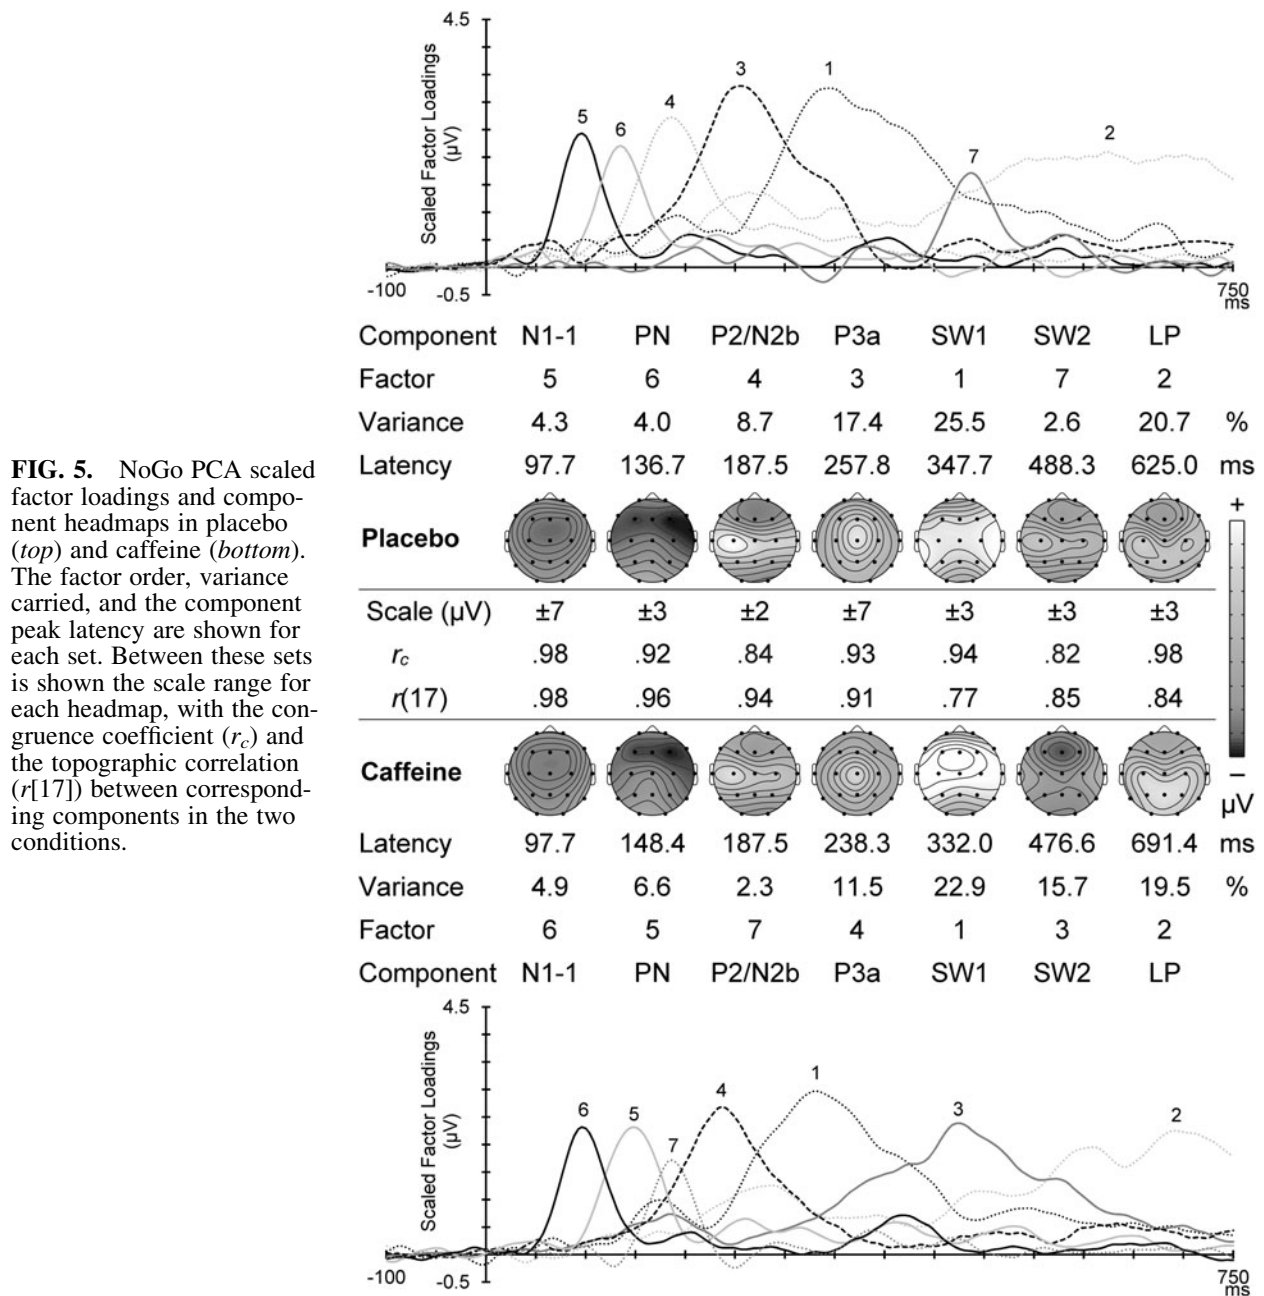 4.5
Scaled Factor Loadings
(µV)
5
6
4
3
1
7
2
-100
-0.5
750
ms
Component N1-1 PN P2/N2b P3a SW1 SW2 LP
Factor 5 6 4 3 1 7 2
Variance 4.3 4.0 8.7 17.4 25.5 2.6 20.7 %
Latency 97.7 136.7 187.5 257.8 347.7 488.3 625.0 ms
Placebo
+
Scale (µV) ±7 ±3 ±2 ±7 ±3 ±3 ±3
rc .98 .92 .84 .93 .94 .82 .98
r(17) .98 .96 .94 .91 .77 .85 .84
Caffeine
−
µV
Latency 97.7 148.4 187.5 238.3 332.0 476.6 691.4 ms
Variance 4.9 6.6 2.3 11.5 22.9 15.7 19.5 %
Factor 6 5 7 4 1 3 2
Component N1-1 PN P2/N2b P3a SW1 SW2 LP
4.5
Scaled Factor Loadings
(µV)
6
5
7
4
1
3
2
-100
-0.5
750
ms
FIG. 5. NoGo PCA scaled
factor loadings and compo-
nent headmaps in placebo
(top) and caffeine (bottom).
The factor order, variance
carried, and the component
peak latency are shown for
each set. Between these sets
is shown the scale range for
each headmap, with the con-
gruence coefficient (rc) and
the topographic correlation
(r[17]) between correspond-
ing components in the two
conditions.